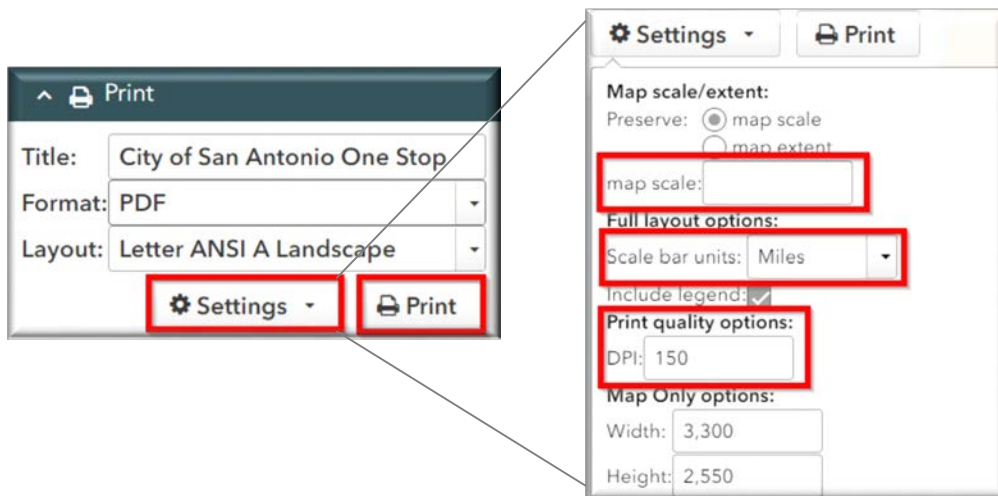 Print
Title: City of San Antonio One Stop
Format: PDF
Layout: Letter ANSI A Landscape
Settings Print
Settings Print
Map scale/extent:
Preserve: map scale
map extent
map scale:
Full layout options:
Scale bar units: Miles
Include legend:
Print quality options:
DPI: 150
Map Only options:
Width: 3,300
Height: 2,550